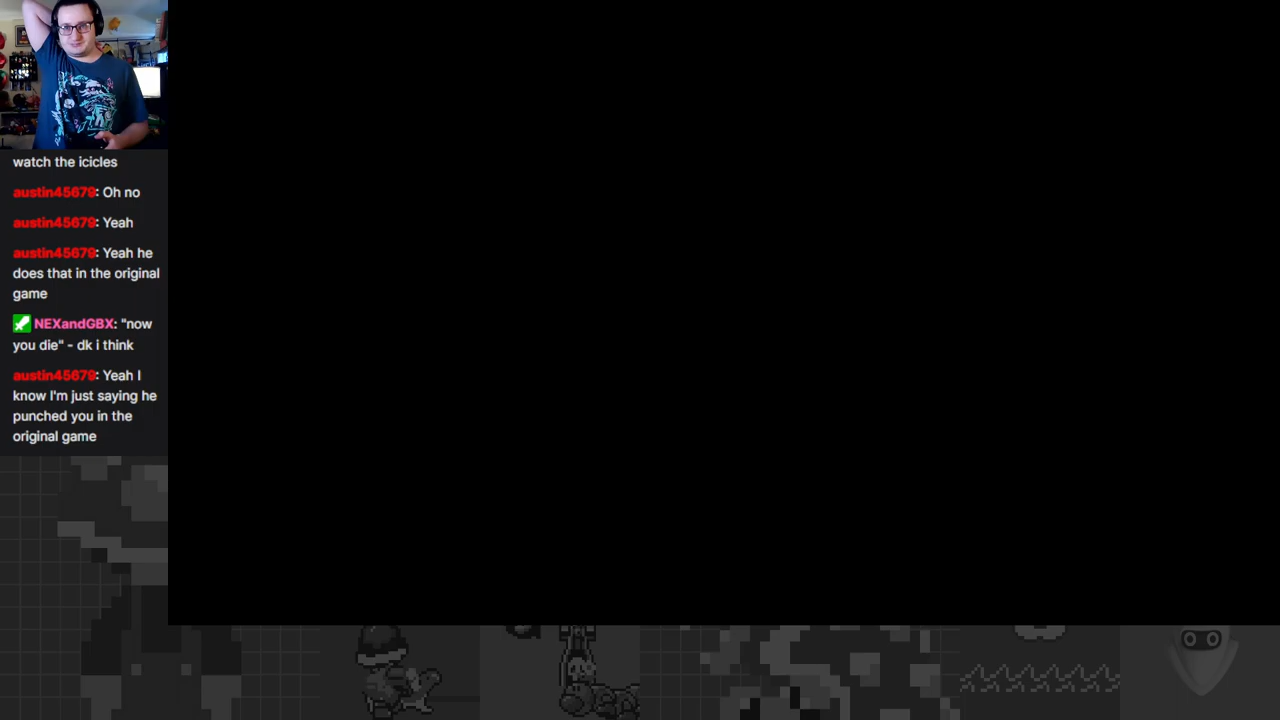 watch the icicles
austin45679: Oh no
austin45679: Yeah
austin45679: Yeah he
does that in the original
game
NEXandGBX: "now
you die" - dk i think
austin45679: Yeah I
know I'm just saying he
punched you in the
original game